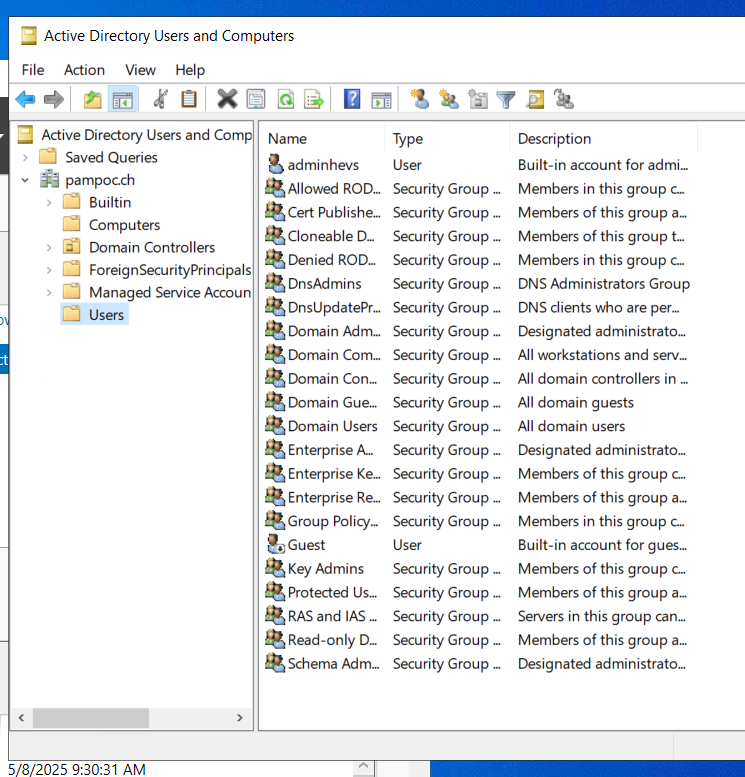 Active Directory Users and Computers
File Action View Help
Active Directory Users and Comp
Saved Queries
pampoc.ch
Builtin
Computers
Domain Controllers
ForeignSecurityPrincipals
Managed Service Accoun
Users
Name Type Description
adminhevs User Built-in account for admi...
Allowed ROD... Security Group ... Members in this group c...
Cert Publishe... Security Group ... Members of this group a...
Cloneable D... Security Group ... Members of this group t...
Denied ROD... Security Group ... Members in this group c...
DnsAdmins Security Group ... DNS Administrators Group
DnsUpdatePr... Security Group ... DNS clients who are per...
Domain Adm... Security Group ... Designated administrato...
Domain Com... Security Group ... All workstations and serv...
Domain Con... Security Group ... All domain controllers in ...
Domain Gue... Security Group ... All domain guests
Domain Users Security Group ... All domain users
Enterprise A... Security Group ... Designated administrato...
Enterprise Ke... Security Group ... Members of this group c...
Enterprise Re... Security Group ... Members of this group a...
Group Policy... Security Group ... Members in this group c...
Guest User Built-in account for gues...
Key Admins Security Group ... Members of this group c...
Protected Us... Security Group ... Members of this group a...
RAS and IAS ... Security Group ... Servers in this group can...
Read-only D... Security Group ... Members of this group a...
Schema Adm... Security Group ... Designated administrato...
5/8/2025 9:30:31 AM